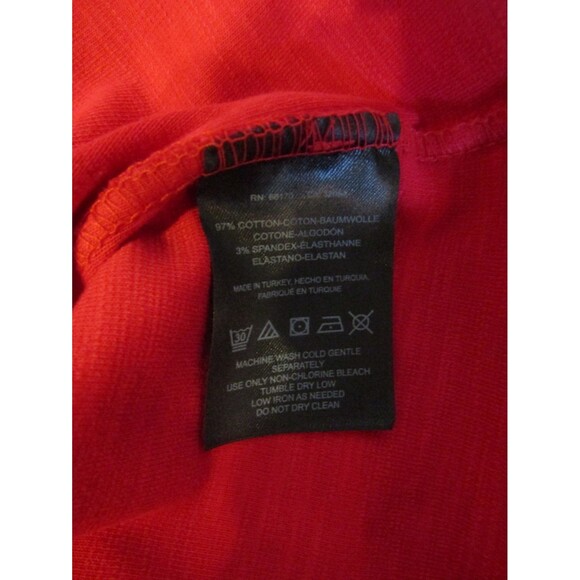 RN:
97% COTTON-COTON-BAUMWOLLE
COTONE-ALGODÓN
3% SPANDEX-ÉLASTHANNE
ELASTANO-ELASTAN
MADE IN TURKEY, HECHO EN TURQUIA,
FABRIQUÉ EN TURQUIE
30
MACHINE WASH COLD GENTLE
SEPARATELY
USE ONLY NON-CHLORINE BLEACH
TUMBLE DRY LOW
LOW IRON AS NEEDED
DO NOT DRY CLEAN